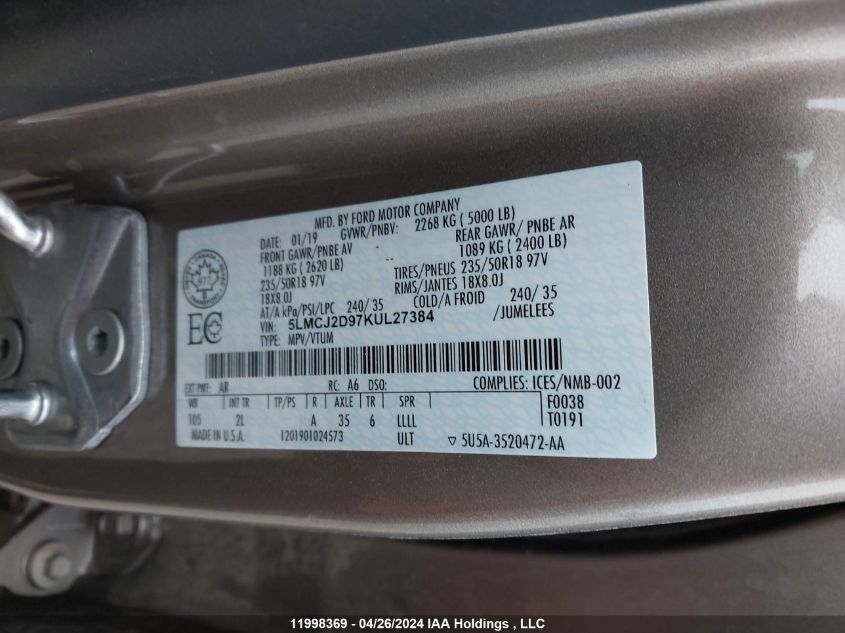 MFD. BY FORD MOTOR COMPANY
DATE: 01/19 GVWR/PNBV: 2268 KG ( 5000 LB)
FRONT GAWR/PNBE AV REAR GAWR/ PNBE AR
1188 KG ( 2620 LB) 1089 KG ( 2400 LB)
235/50R18 97V TIRES/PNEUS 235/50R18 97V
18X8.0J RIMS/JANTES 18X8.0J
AT/A kPa/PSI/LPC 240/ 35 COLD/A FROID 240/ 35
VIN: 5LMCJ2D97KUL27384 /JUMELEES
TYPE: MPV/VTUM
EC
EXT PNT: AR RC: A6 DSO: COMPLIES: ICES/NMB-002
WB INT TR TP/PS R AXLE TR SPR F0038
105 2L A 35 6 LLLL T0191
MADE IN U.S.A. 1201901024573 ULT 5U5A-3520472-AA
11998369 - 04/26/2024 IAA Holdings , LLC